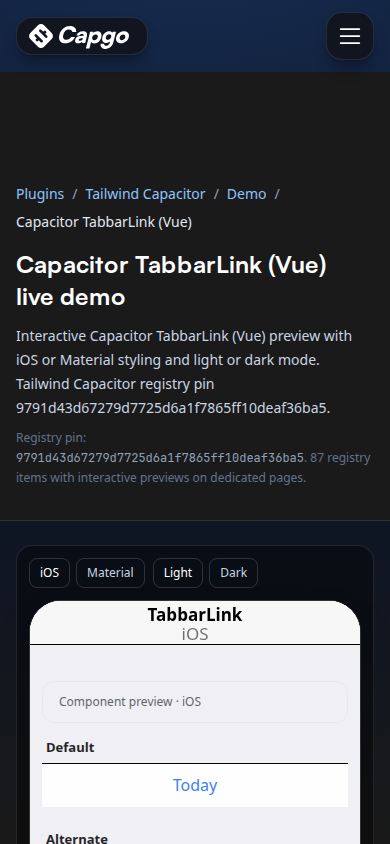 Capgo
Plugins / Tailwind Capacitor / Demo /
Capacitor TabbarLink (Vue)
Capacitor TabbarLink (Vue)
live demo
Interactive Capacitor TabbarLink (Vue) preview with
iOS or Material styling and light or dark mode.
Tailwind Capacitor registry pin
9791d43d67279d7725d6a1f7865ff10deaf36ba5.
Registry pin:
9791d43d67279d7725d6a1f7865ff10deaf36ba5. 87 registry
items with interactive previews on dedicated pages.
iOS Material Light Dark
TabbarLink
iOS
Component preview · iOS
Default
Today
Alternate